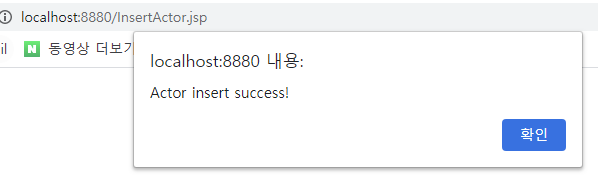 localhost:8880/InsertActor.jsp
il N 동영상 더보기
localhost:8880 내용:
Actor insert success!
확인